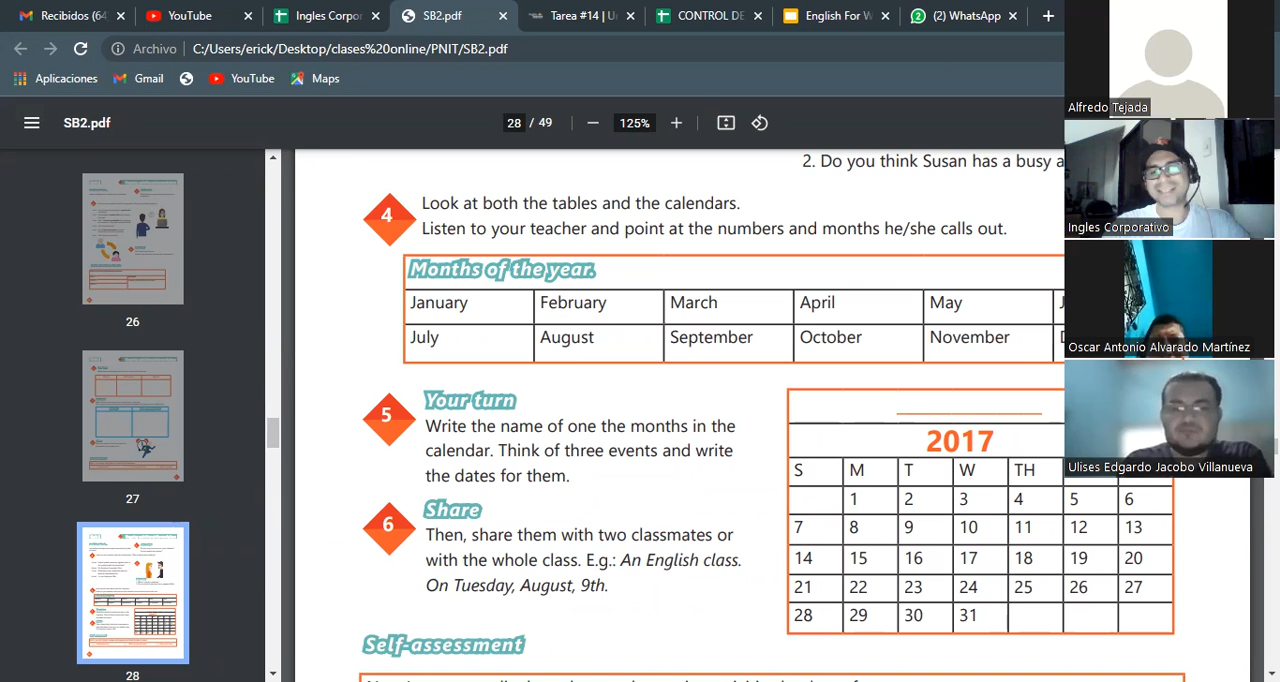 Recibidos (64
YouTube
Ingles Corpor
SB2.pdf
Tarea #14 | U
CONTROL DE
English For W
(2) WhatsApp
Archivo
C:/Users/erick/Desktop/clases%20online/PNIT/SB2.pdf
Aplicaciones
Gmail
YouTube
Maps
SB2.pdf
28 / 49
125%
26
27
28
2. Do you think Susan has a busy a
4
Look at both the tables and the calendars.
Listen to your teacher and point at the numbers and months he/she calls out.
Months of the year.
January February March April May J
July August September October November D
5
Your turn
Write the name of one the months in the
calendar. Think of three events and write
the dates for them.
6
Share
Then, share them with two classmates or
with the whole class. E.g.: An English class.
On Tuesday, August, 9th.
2017
S M T W TH
1 2 3 4 5 6
7 8 9 10 11 12 13
14 15 16 17 18 19 20
21 22 23 24 25 26 27
28 29 30 31
Self-assessment
Alfredo Tejada
Ingles Corporativo
Oscar Antonio Alvarado Martínez
Ulises Edgardo Jacobo Villanueva